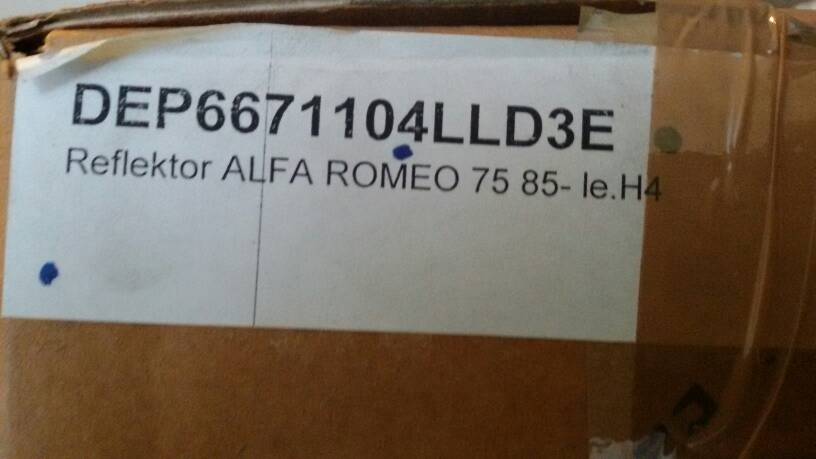 DEP6671104LLD3E
Reflektor ALFA ROMEO 75 85- le.H4